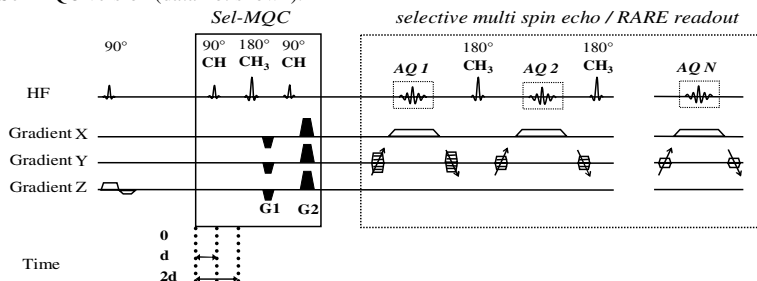 Sel-MQC selective multi spin echo / RARE readout
90° 90° 180° 90° 180° 180°
CH CH₃ CH AQ 1 CH₃ AQ 2 CH₃ AQ N
HF
Gradient X
Gradient Y
Gradient Z
G1 G2
0
d
Time
2d